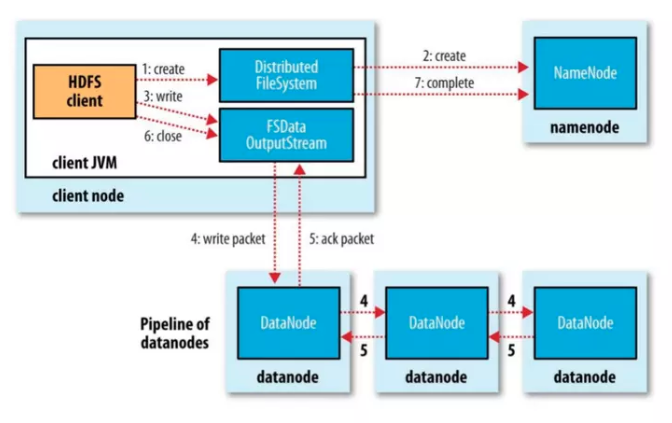 1: create
Distributed
FileSystem
2: create
NameNode
HDFS
client
3: write
7: complete
FSData
OutputStream
6: close
namenode
client JVM
client node
4: write packet
5: ack packet
Pipeline of
datanodes
DataNode
4
DataNode
4
DataNode
5
5
datanode
datanode
datanode